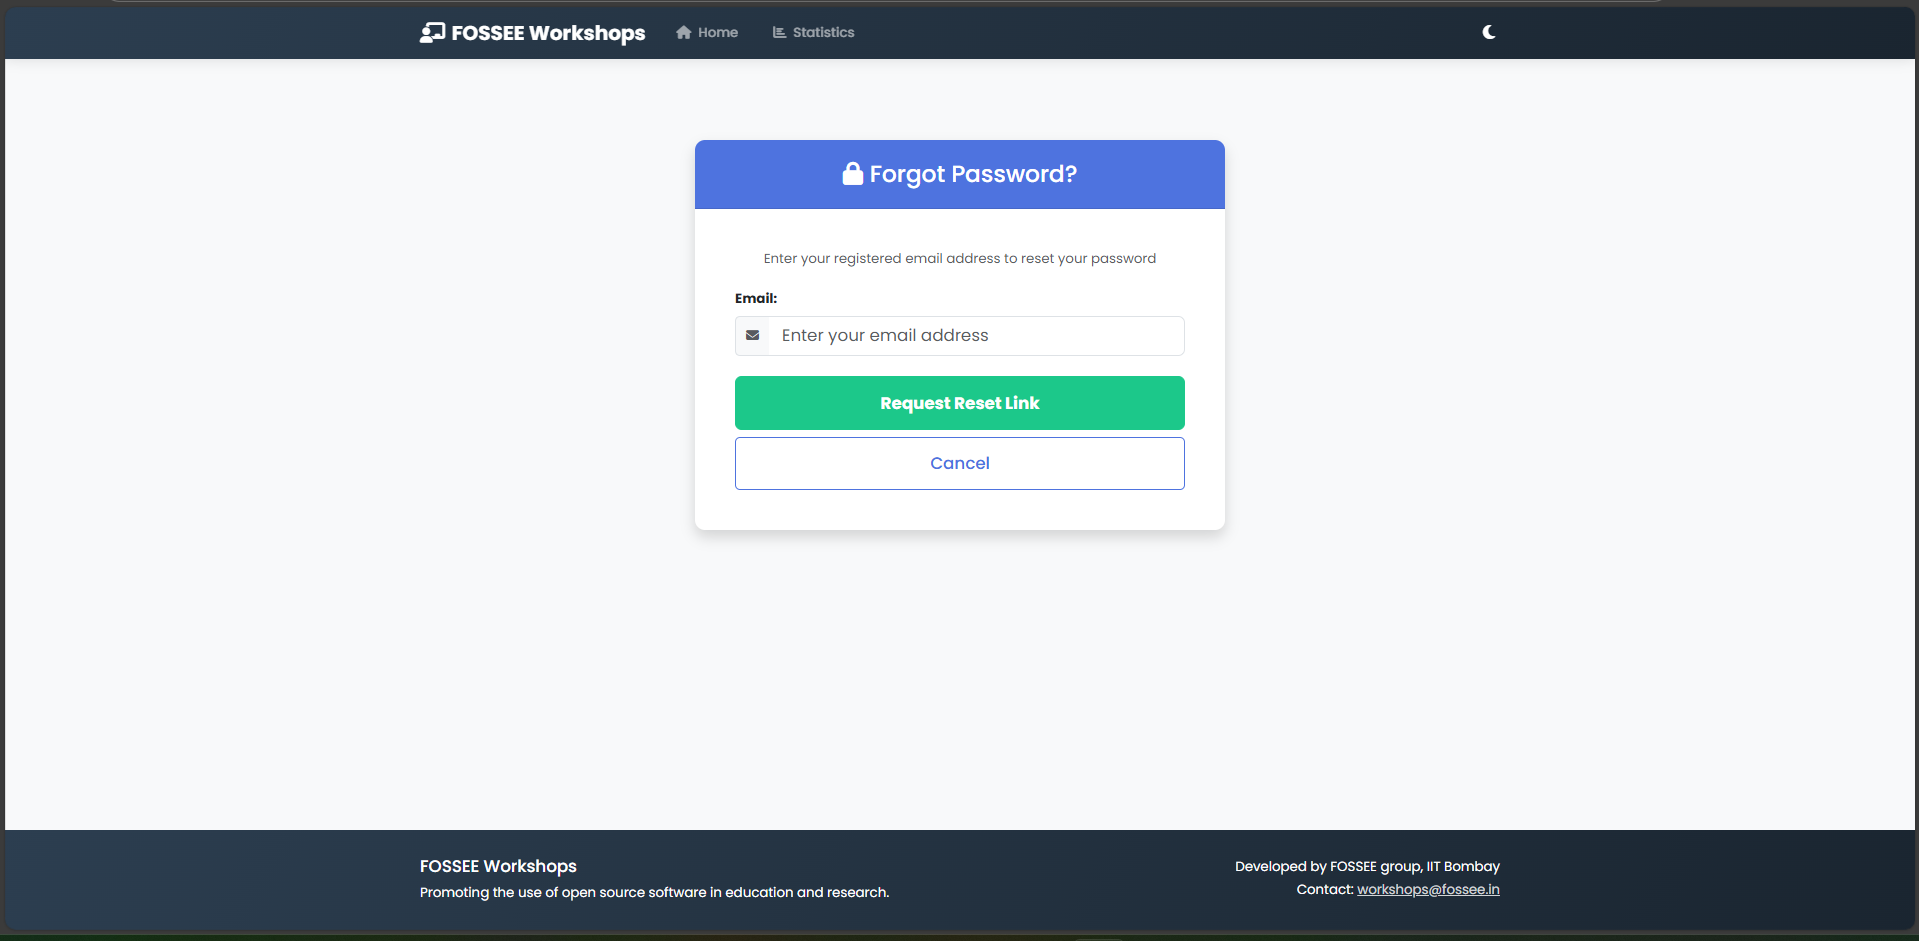 FOSSEE Workshops
Home
Statistics
Forgot Password?
Enter your registered email address to reset your password
Email:
Enter your email address
Request Reset Link
Cancel
FOSSEE Workshops
Promoting the use of open source software in education and research.
Developed by FOSSEE group, IIT Bombay
Contact: workshops@fossee.in